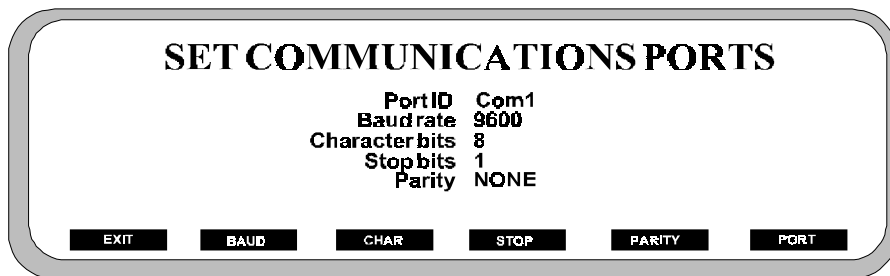 SET COMMUNICATIONS PORTS
Port ID Com1
Baud rate 9600
Character bits 8
Stop bits 1
Parity NONE
EXIT BAUD CHAR STOP PARITY PORT